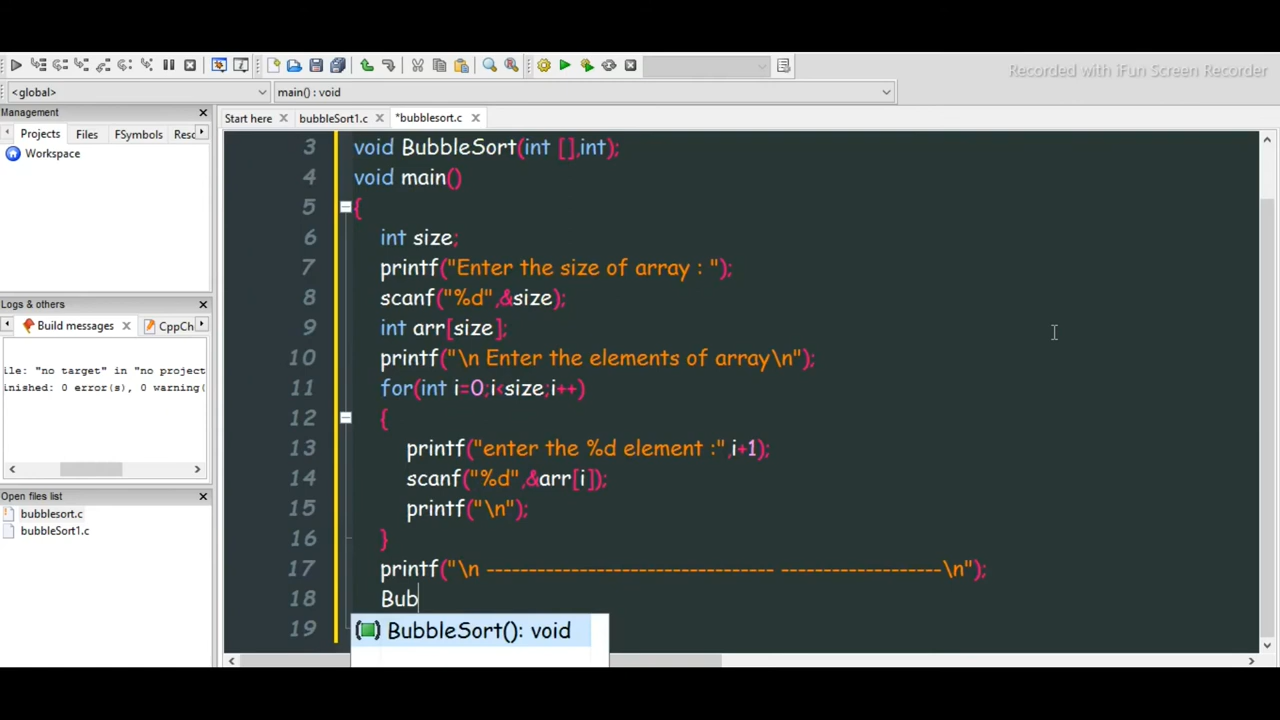 Recorded with iFun Screen Recorder
<global>
main() : void
Management
Projects
Files
FSymbols
Resc
Workspace
Start here
bubbleSort1.c
*bubblesort.c
3 void BubbleSort(int [],int);
4 void main()
5 {
6 int size;
7 printf("Enter the size of array : ");
8 scanf("%d",&size);
9 int arr[size];
10 printf("\n Enter the elements of array\n");
11 for(int i=0;i<size;i++)
12 {
13 printf("enter the %d element :",i+1);
14 scanf("%d",&arr[i]);
15 printf("\n");
16 }
17 printf("\n --------------------------------- -------------------\n");
18 Bub
19
BubbleSort(): void
Logs & others
Build messages
CppCh
ile: "no target" in "no project
inished: 0 error(s), 0 warning(
Open files list
bubblesort.c
bubbleSort1.c